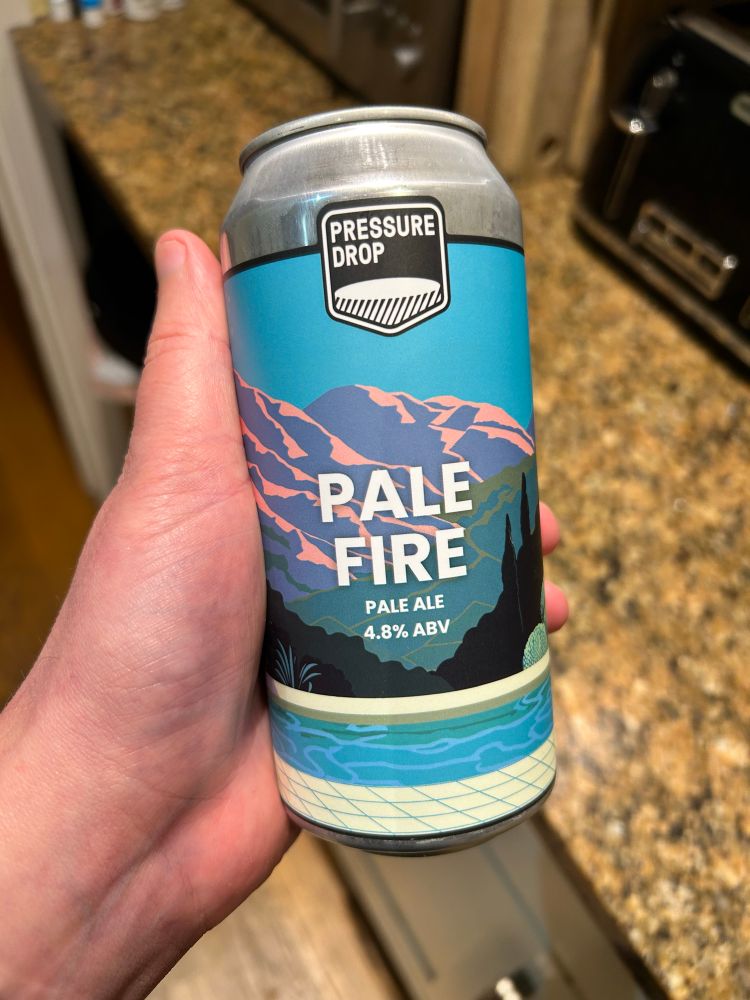 PRESSURE
DROP
PALE
FIRE
PALE ALE
4.8% ABV